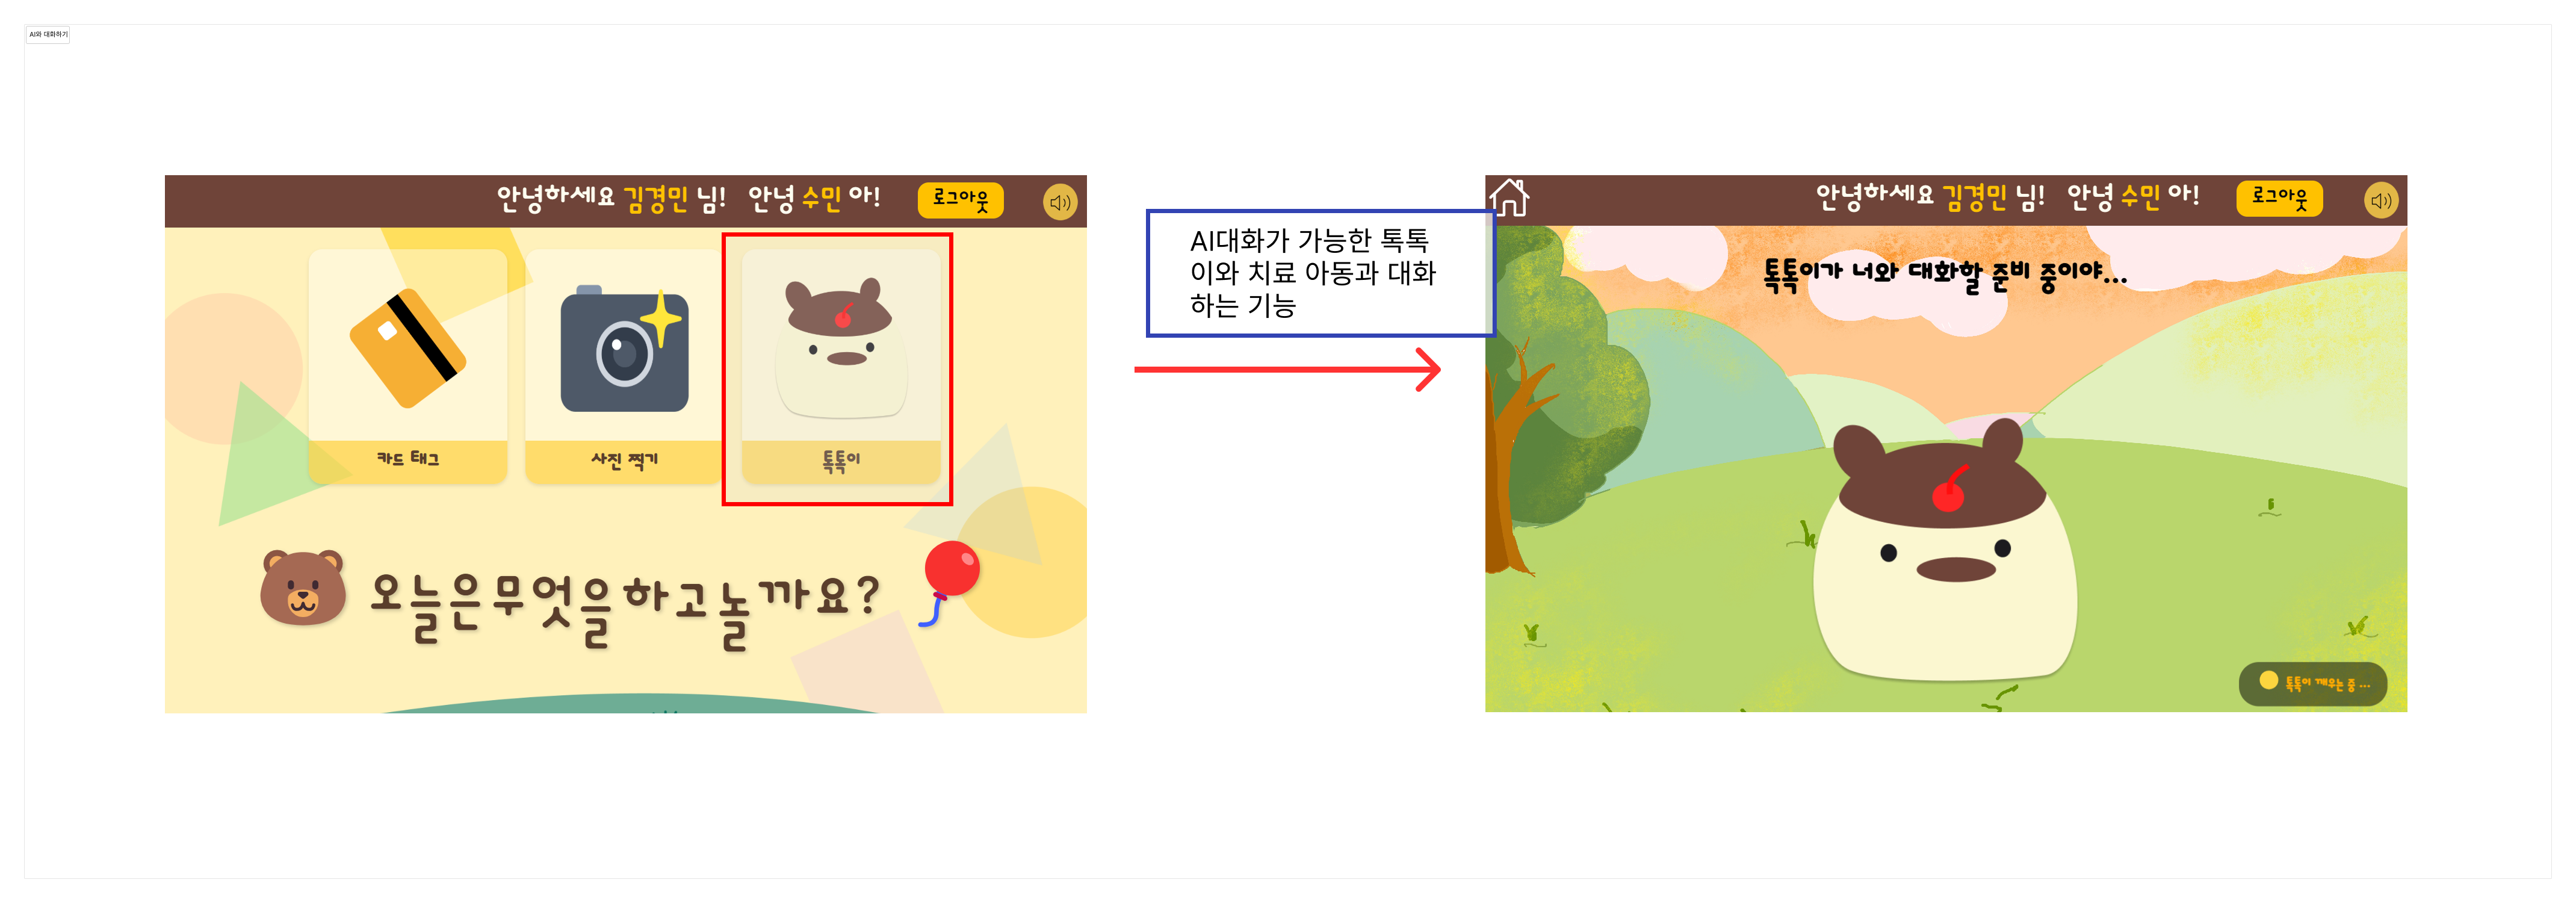 AI와 대화하기
안녕하세요 김경민 님! 안녕 수민 아! 로그아웃
카드 태그
사진 찍기
톡톡이
오늘은무엇을하고놀까요?
AI대화가 가능한 톡톡
이와 치료 아동과 대화
하는 기능
안녕하세요 김경민 님! 안녕 수민 아! 로그아웃
톡톡이가 너와 대화할 준비 중이야...
톡톡이 깨우는 중 ...